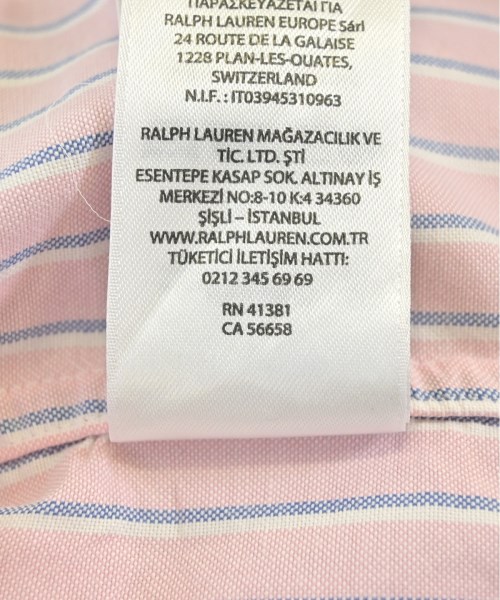 ΠΑΡΑΣΚΕΥΑΖΕΤΑΙ ΓΙΑ
RALPH LAUREN EUROPE Sárl
24 ROUTE DE LA GALAISE
1228 PLAN-LES-OUATES,
SWITZERLAND
N.I.F. : IT03945310963
RALPH LAUREN MAĞAZACILIK VE
TİC. LTD. ŞTİ
ESENTEPE KASAP SOK. ALTINAY İŞ
MERKEZİ NO:8-10 K:4 34360
ŞİŞLİ – İSTANBUL
WWW.RALPHLAUREN.COM.TR
TÜKETİCİ İLETİŞİM HATTI:
0212 345 69 69
RN 41381
CA 56658